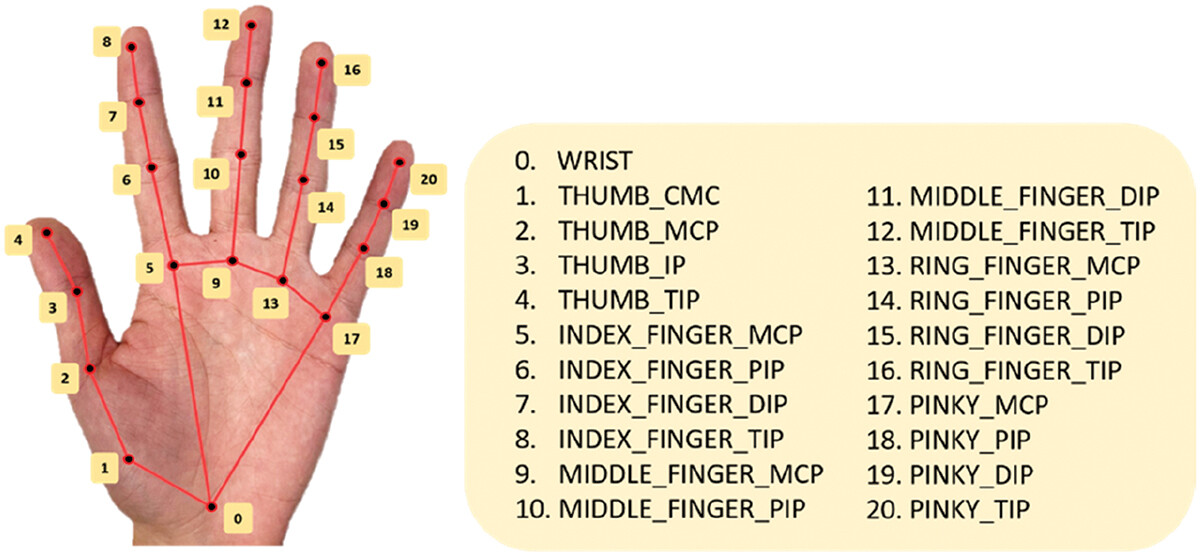 12
8
16
11
7
15
10
6
20
14
19
4
5
9
18
3
13
17
2
1
0
0. WRIST
1. THUMB_CMC
2. THUMB_MCP
3. THUMB_IP
4. THUMB_TIP
5. INDEX_FINGER_MCP
6. INDEX_FINGER_PIP
7. INDEX_FINGER_DIP
8. INDEX_FINGER_TIP
9. MIDDLE_FINGER_MCP
10. MIDDLE_FINGER_PIP
11. MIDDLE_FINGER_DIP
12. MIDDLE_FINGER_TIP
13. RING_FINGER_MCP
14. RING_FINGER_PIP
15. RING_FINGER_DIP
16. RING_FINGER_TIP
17. PINKY_MCP
18. PINKY_PIP
19. PINKY_DIP
20. PINKY_TIP